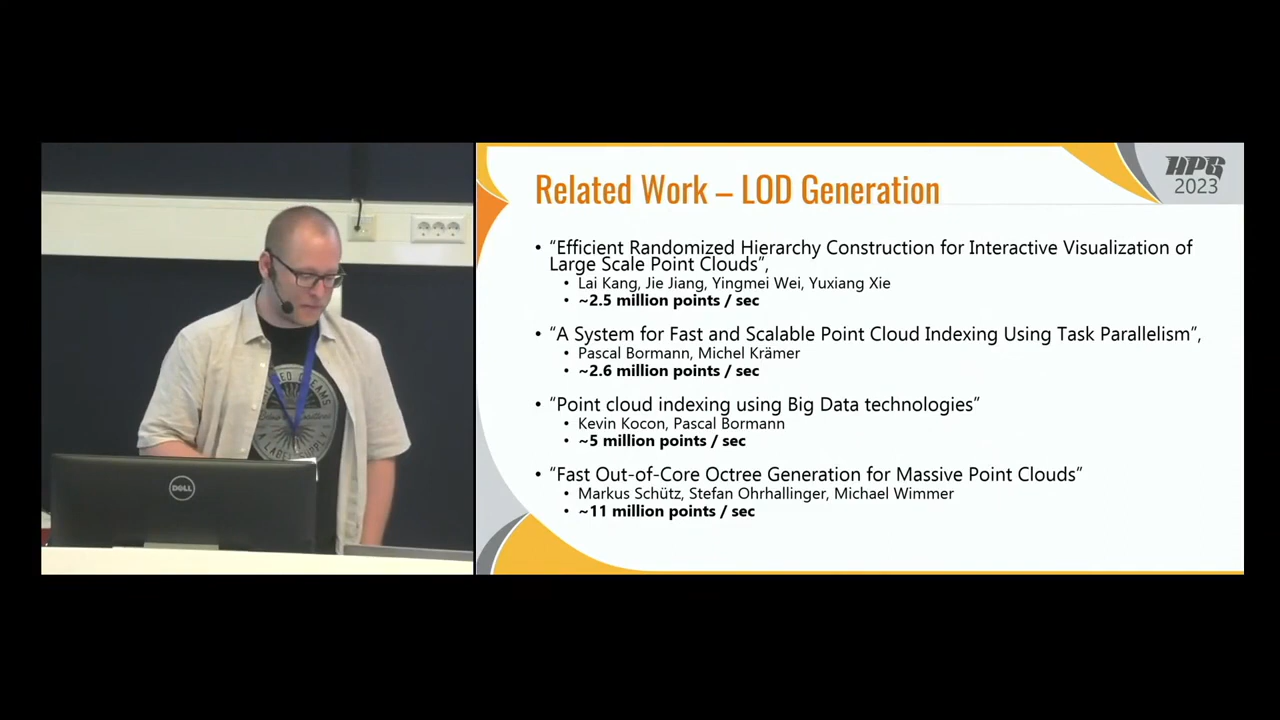 HPG
2023
Related Work – LOD Generation
• “Efficient Randomized Hierarchy Construction for Interactive Visualization of
Large Scale Point Clouds”,
• Lai Kang, Jie Jiang, Yingmei Wei, Yuxiang Xie
• ~2.5 million points / sec
• “A System for Fast and Scalable Point Cloud Indexing Using Task Parallelism”,
• Pascal Bormann, Michel Krämer
• ~2.6 million points / sec
• “Point cloud indexing using Big Data technologies”
• Kevin Kocon, Pascal Bormann
• ~5 million points / sec
• “Fast Out-of-Core Octree Generation for Massive Point Clouds”
• Markus Schütz, Stefan Ohrhallinger, Michael Wimmer
• ~11 million points / sec
DELL